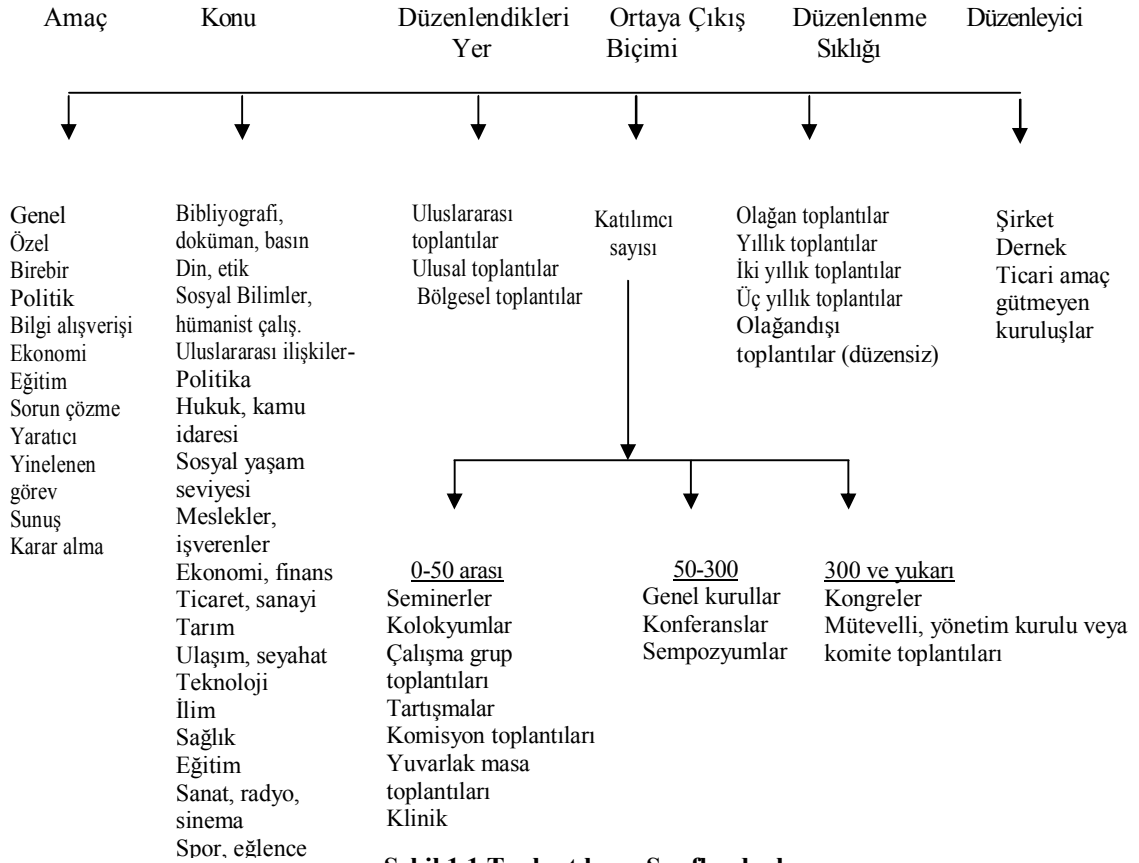 Amaç Konu Düzenlendikleri Yer Ortaya Çıkış Biçimi Düzenlenme Sıklığı Düzenleyici
Genel
Özel
Birebir
Politik
Bilgi alışverişi
Ekonomi
Eğitim
Sorun çözme
Yaratıcı
Yinelenen
görev
Sunuş
Karar alma
Bibliyografi,
doküman, basın
Din, etik
Sosyal Bilimler,
hümanist çalış.
Uluslararası ilişkiler-
Politika
Hukuk, kamu
idaresi
Sosyal yaşam
seviyesi
Meslekler,
işverenler
Ekonomi, finans
Ticaret, sanayi
Tarım
Ulaşım, seyahat
Teknoloji
İlim
Sağlık
Eğitim
Sanat, radyo,
sinema
Spor, eğlence
Uluslararası
toplantılar
Ulusal toplantılar
Bölgesel toplantılar
Katılımcı
sayısı
Olağan toplantılar
Yıllık toplantılar
İki yıllık toplantılar
Üç yıllık toplantılar
Olağandışı
toplantılar (düzensiz)
Şirket
Dernek
Ticari amaç
gütmeyen
kuruluşlar
0-50 arası
Seminerler
Kolokyumlar
Çalışma grup
toplantıları
Tartışmalar
Komisyon toplantıları
Yuvarlak masa
toplantıları
Klinik
50-300
Genel kurullar
Konferanslar
Sempozyumlar
300 ve yukarı
Kongreler
Mütevelli, yönetim kurulu veya
komite toplantıları